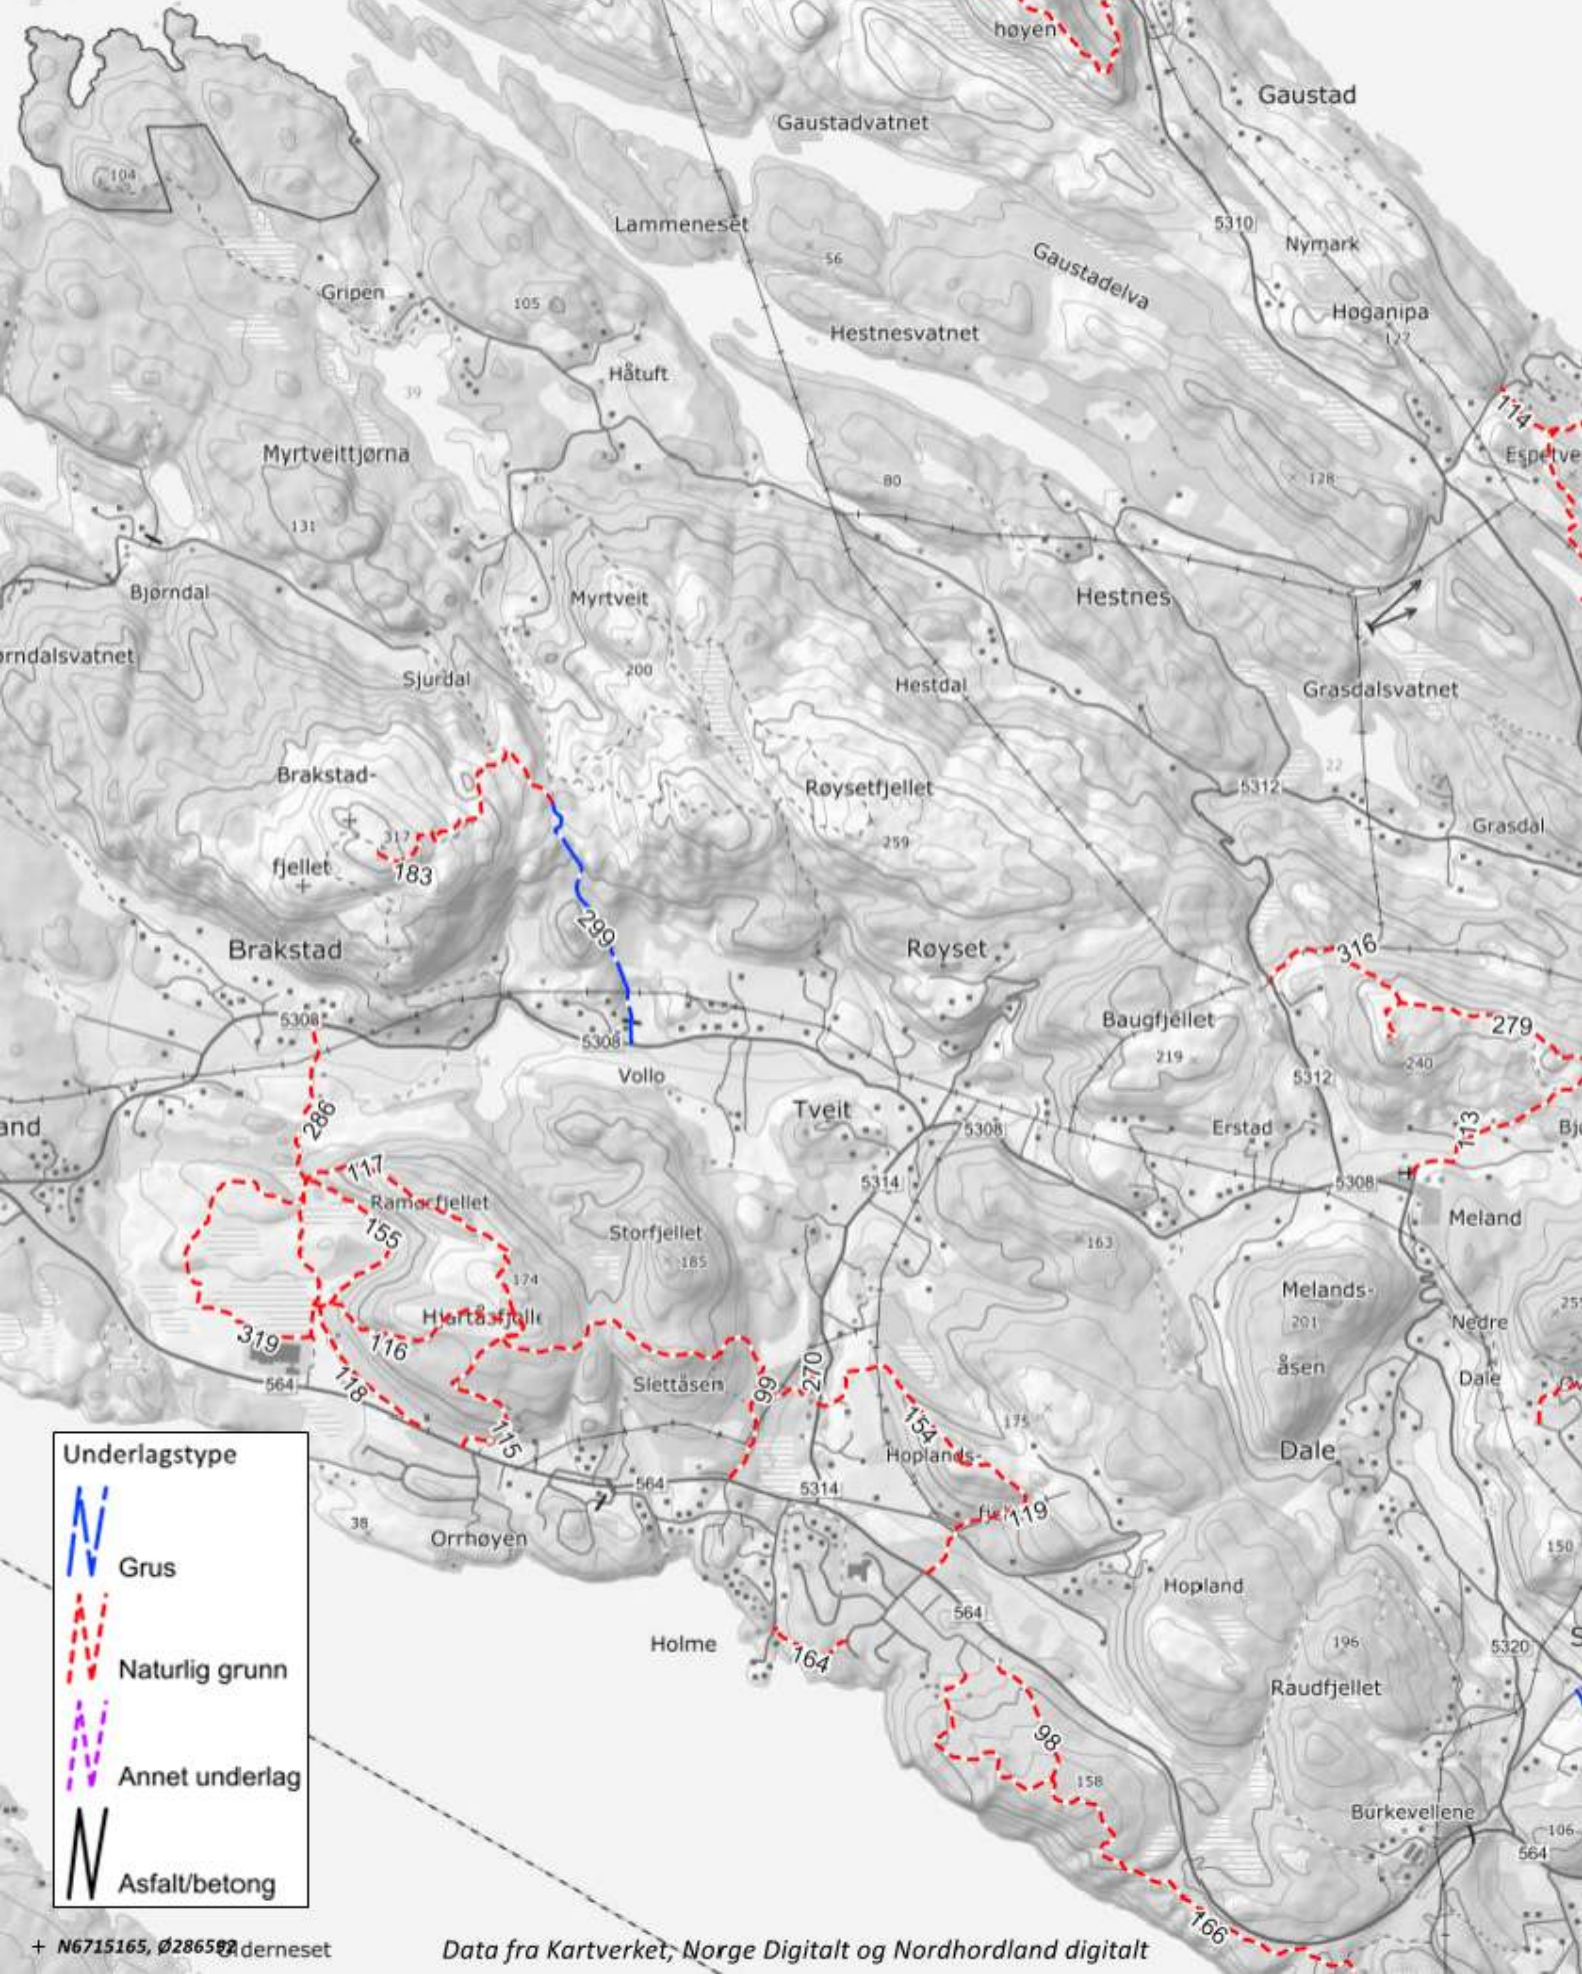 høyen
Gaustad
Gaustadvatnet
104
Lammeneset
5310
Nymark
56
Gaustadelva
Gripen
105
Høganipa
127
Hestnesvatnet
Håtuft
39
114
Myrtveittjørna
80
128
131
Bjørndal
Myrtveit
Hestnes
Sjurdal
200
Hestdal
Grasdalsvatnet
Brakstad-
22
Røysetfjellet
5312
Grasdal
317
259
fjellet
183
299
Brakstad
Røyset
316
5308
Baugfjellet
279
5308
219
240
Vollo
5312
286
Tveit
5308
Erstad
113
117
5314
5308
Ramnefjellet
Meland
155
Storfjellet
163
185
174
Melands-
Hjartåsfjellet
201
Nedre
319
116
270
åsen
Dale
118
564
Slettåsen
99
154
175
Underlagstype
115
Hoplands-
Dale
564
5314
119
38
Orrhøyen
150
Grus
Hopland
564
Holme
164
196
5320
Naturlig grunn
Raudfjellet
98
Annet underlag
158
Burkevellene
106
564
Asfalt/betong
166
N6715165, Ø286592
Data fra Kartverket, Norge Digitalt og Nordhordland digitalt